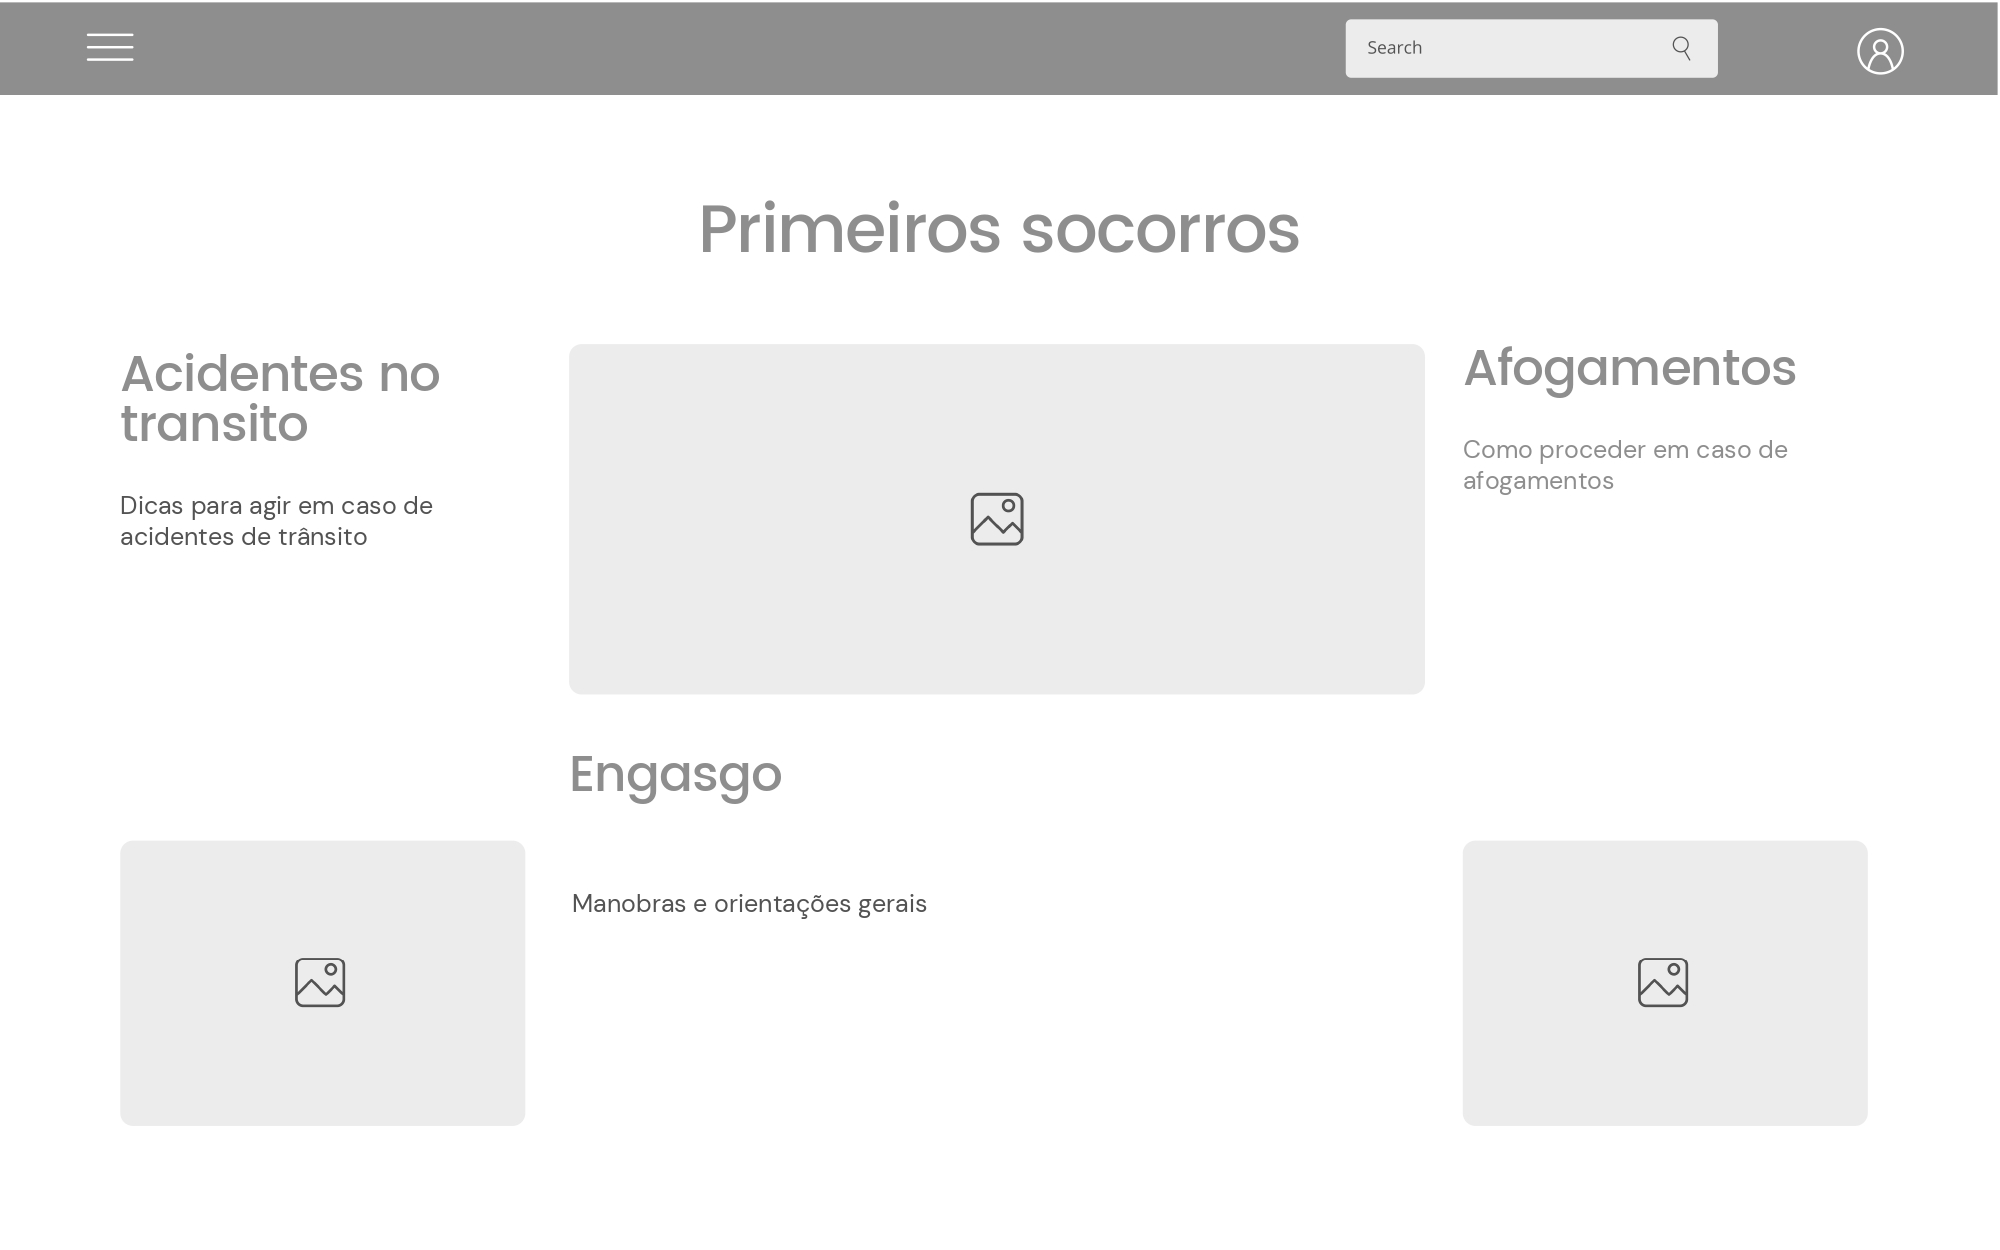 Search
Primeiros socorros
Acidentes no
transito
Dicas para agir em caso de
acidentes de trânsito
Afogamentos
Como proceder em caso de
afogamentos
Engasgo
Manobras e orientações gerais